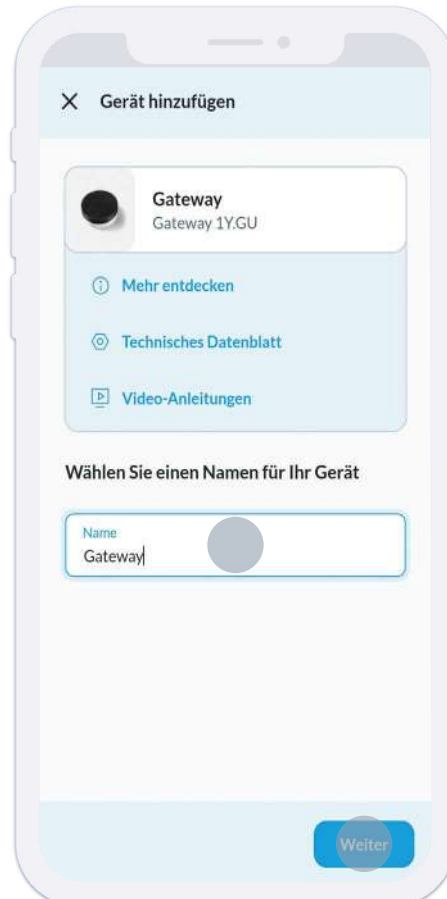 Gerät hinzufügen
Gateway
Gateway 1Y.GU
Mehr entdecken
Technisches Datenblatt
Video-Anleitungen
Wählen Sie einen Namen für Ihr Gerät
Name
Gateway
Weiter